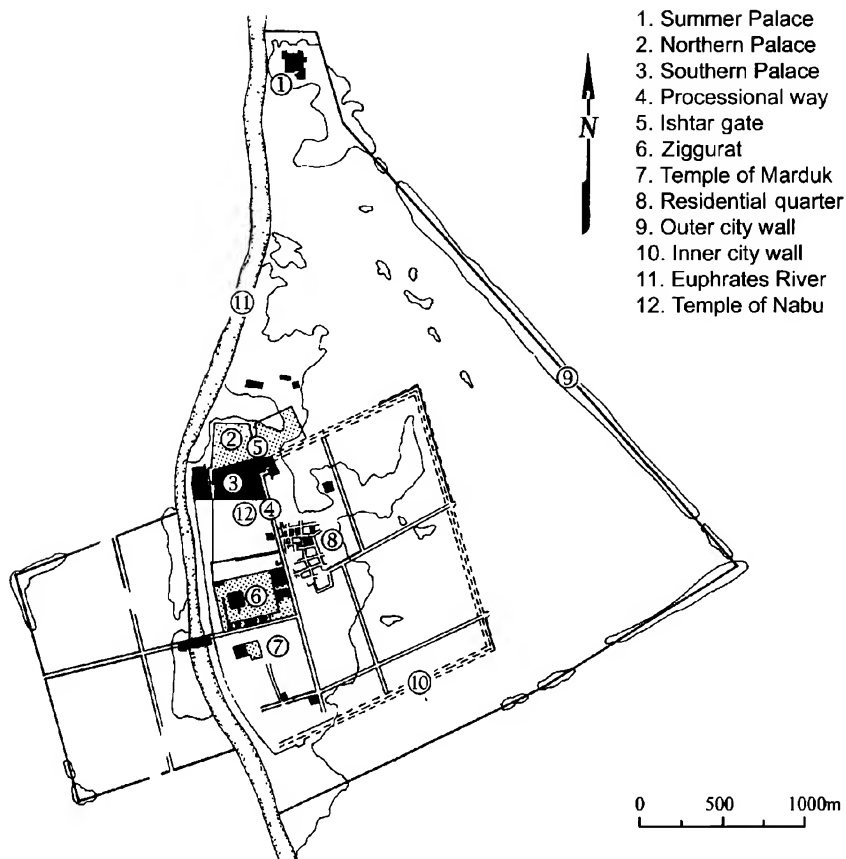 1. Summer Palace
2. Northern Palace
3. Southern Palace
4. Processional way
5. Ishtar gate
6. Ziggurat
7. Temple of Marduk
8. Residential quarter
9. Outer city wall
10. Inner city wall
11. Euphrates River
12. Temple of Nabu
N
1
11
9
2
5
3
12
4
8
6
7
10
0 500 1000m